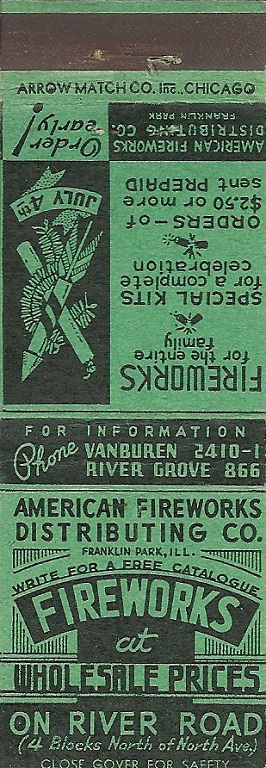 ARROW MATCH CO. Inc., CHICAGO
FIREWORKS
for the entire
family
SPECIAL KITS
for a complete
celebration
ORDERS—of
$2.50 or more
sent PREPAID
JULY 4th
Order
early!
AMERICAN FIREWORKS
DISTRIBUTING CO.
FRANKLIN PARK
FOR INFORMATION
Phone VANBUREN 2410-1
RIVER GROVE 866
AMERICAN FIREWORKS
DISTRIBUTING CO.
FRANKLIN PARK, ILL.
WRITE FOR A FREE CATALOGUE
FIREWORKS
at
WHOLESALE PRICES
ON RIVER ROAD
(4 Blocks North of North Ave.)
CLOSE COVER FOR SAFETY